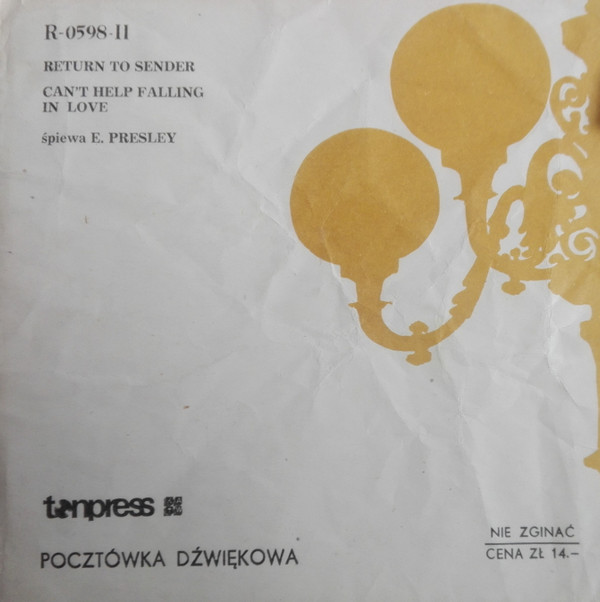 R-0598-II
RETURN TO SENDER
CAN'T HELP FALLING
IN LOVE
śpiewa E. PRESLEY
tonpress
NIE ZGINAĆ
POCZTÓWKA DŹWIĘKOWA
CENA ZŁ 14.–